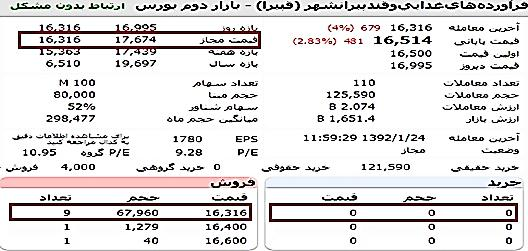 فرآورده‌های‌غدایی‌وقندپیرانشهر (قپیرا) - بازار دوم بورس ارتباط بدون مشکل
آخرین معامله 16,316 679 (4%) بازه روز 16,995 16,316
قیمت پایانی 16,514 481 (2.83%) قیمت مجاز 17,674 16,316
اولین قیمت 16,500 بازه هفته 17,439 15,363
قیمت دیروز 16,995 بازه سال 19,697 6,510
تعداد معاملات 110 تعداد سهام 100 M
حجم معاملات 125,590 حجم مبنا 80,000
ارزش معاملات 2.074 B سهام شناور 52%
ارزش بازار 1,651.4 B میانگین حجم ماه 298,477
آخرین معامله 1392/1/24 11:59:29 EPS 1780 برای مشاهده اطلاعات دقیق به کدال مراجعه کنید
وضعیت مجاز P/E 9.28 P/E گروه 10.95
خرید حقیقی 121,590 خرید حقوقی 0 خرید گروهی 4,000 فروش
خرید فروش
تعداد حجم قیمت قیمت حجم تعداد
0 0 0 16,316 67,960 9
0 0 0 16,400 1,279 1
0 0 0 16,600 40 1